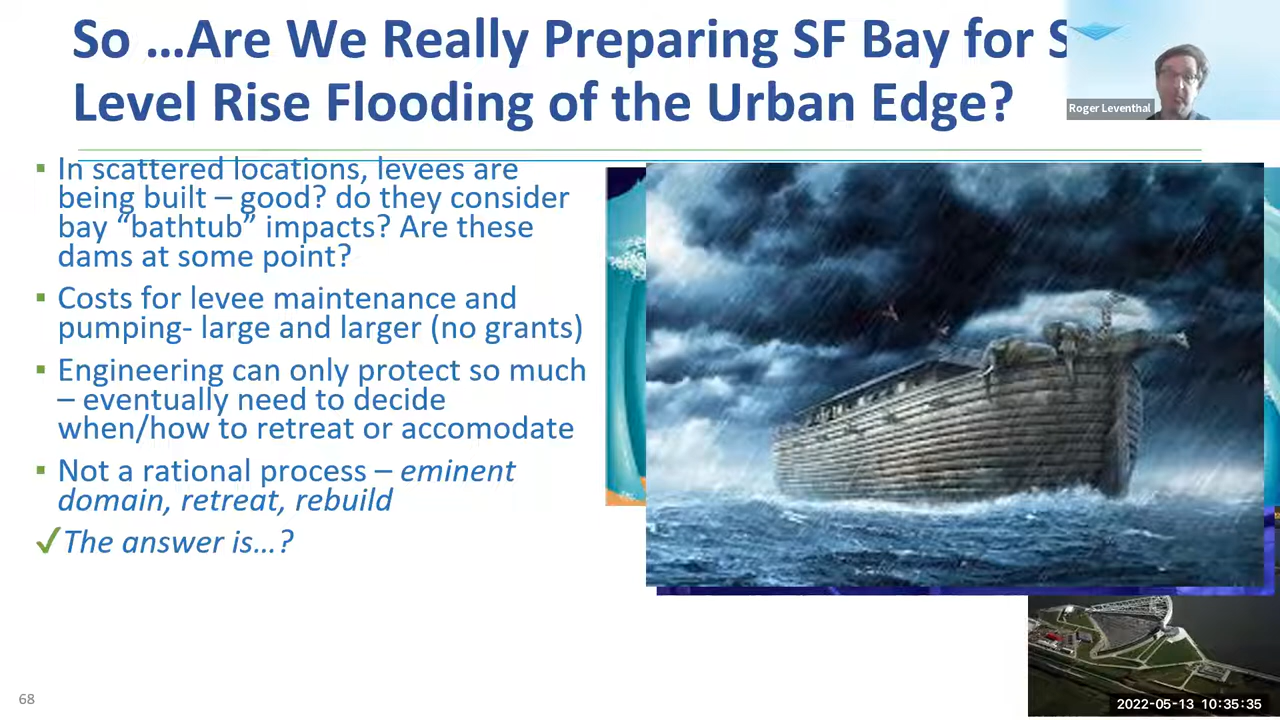 So …Are We Really Preparing SF Bay for S
Level Rise Flooding of the Urban Edge?
Roger Leventhal
▪ In scattered locations, levees are
being built – good? do they consider
bay “bathtub” impacts? Are these
dams at some point?
▪ Costs for levee maintenance and
pumping- large and larger (no grants)
▪ Engineering can only protect so much
– eventually need to decide
when/how to retreat or accomodate
▪ Not a rational process – eminent
domain, retreat, rebuild
✓The answer is…?
68
2022-05-13 10:35:35